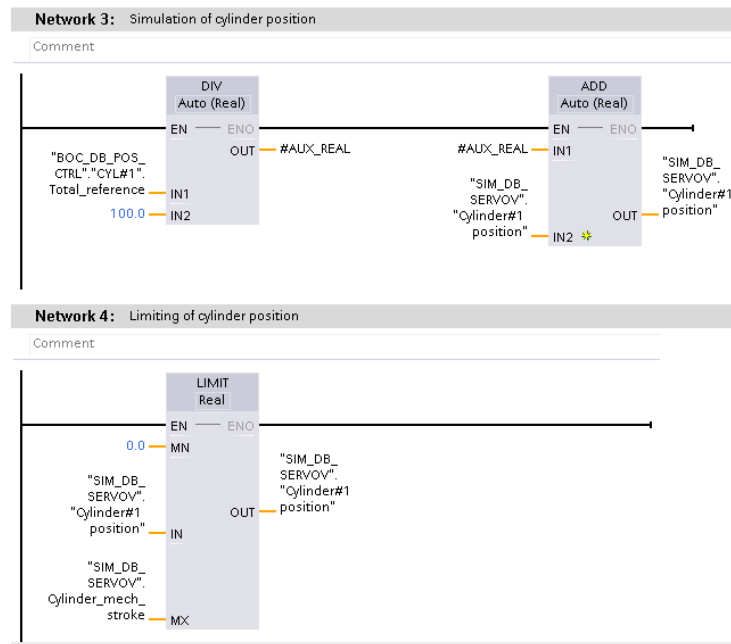 Network 3: Simulation of cylinder position
Comment
DIV
Auto (Real)
EN ENO
OUT #AUX_REAL
"BOC_DB_POS_
CTRL"."CYL#1".
Total_reference IN1
100.0 IN2
ADD
Auto (Real)
EN ENO
#AUX_REAL IN1
"SIM_DB_
SERVOV".
"Cylinder#1
position" IN2
"SIM_DB_
SERVOV".
"Cylinder#1
OUT position"
Network 4: Limiting of cylinder position
Comment
LIMIT
Real
EN ENO
0.0 MN
"SIM_DB_
SERVOV".
"Cylinder#1
position" IN
"SIM_DB_
SERVOV".
"Cylinder#1
OUT position"
"SIM_DB_
SERVOV".
Cylinder_mech_
stroke MX